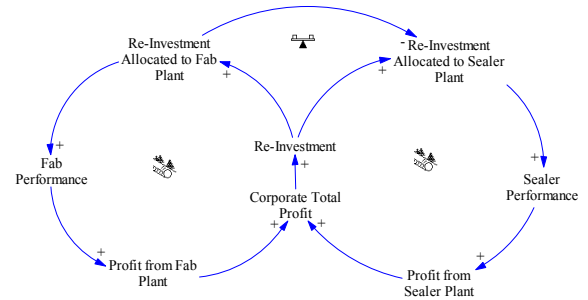 Re-Investment
Allocated to Fab
Plant
-
Re-Investment
Allocated to Sealer
Plant
+
+
Re-Investment
+
+
+
Fab
Performance
Sealer
Performance
Corporate Total
Profit
+
+
+
+
Profit from Fab
Plant
Profit from
Sealer Plant